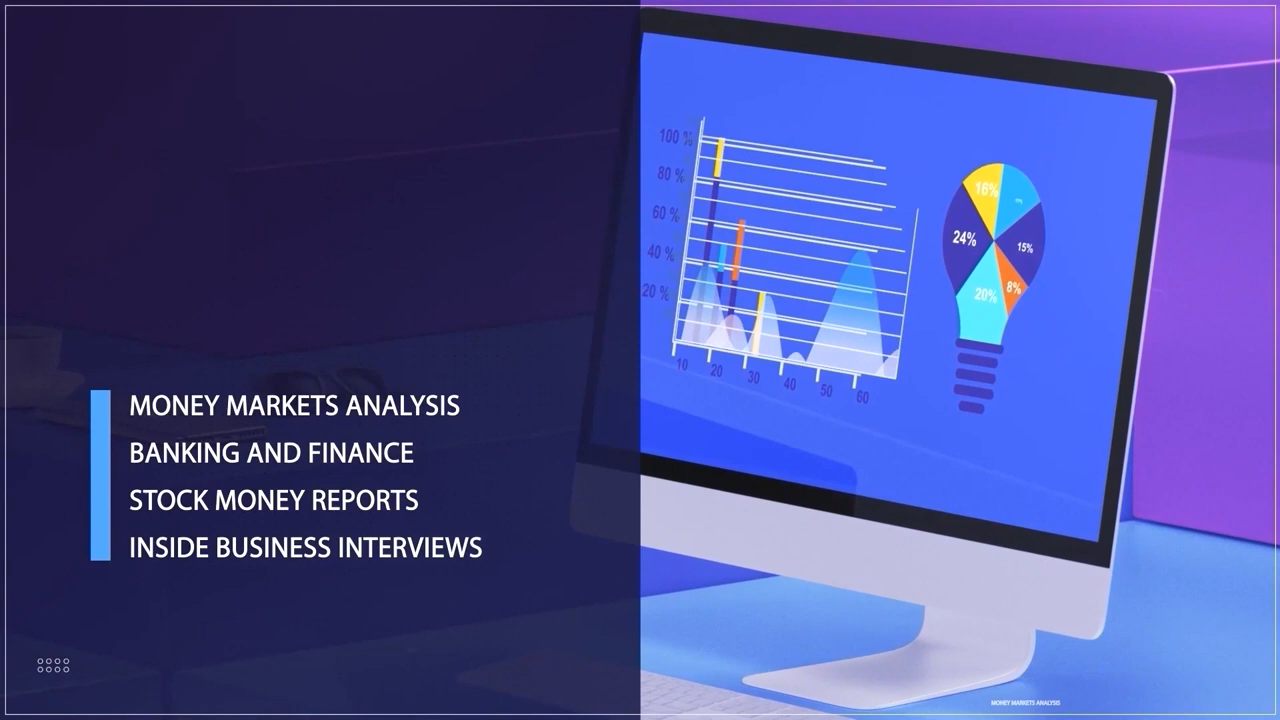 MONEY MARKETS ANALYSIS
BANKING AND FINANCE
STOCK MONEY REPORTS
INSIDE BUSINESS INTERVIEWS
100 %
80 %
60 %
40 %
20 %
10 20 30 40 50 60
16%
24%
15%
20%
8%
MONEY MARKETS ANALYSIS